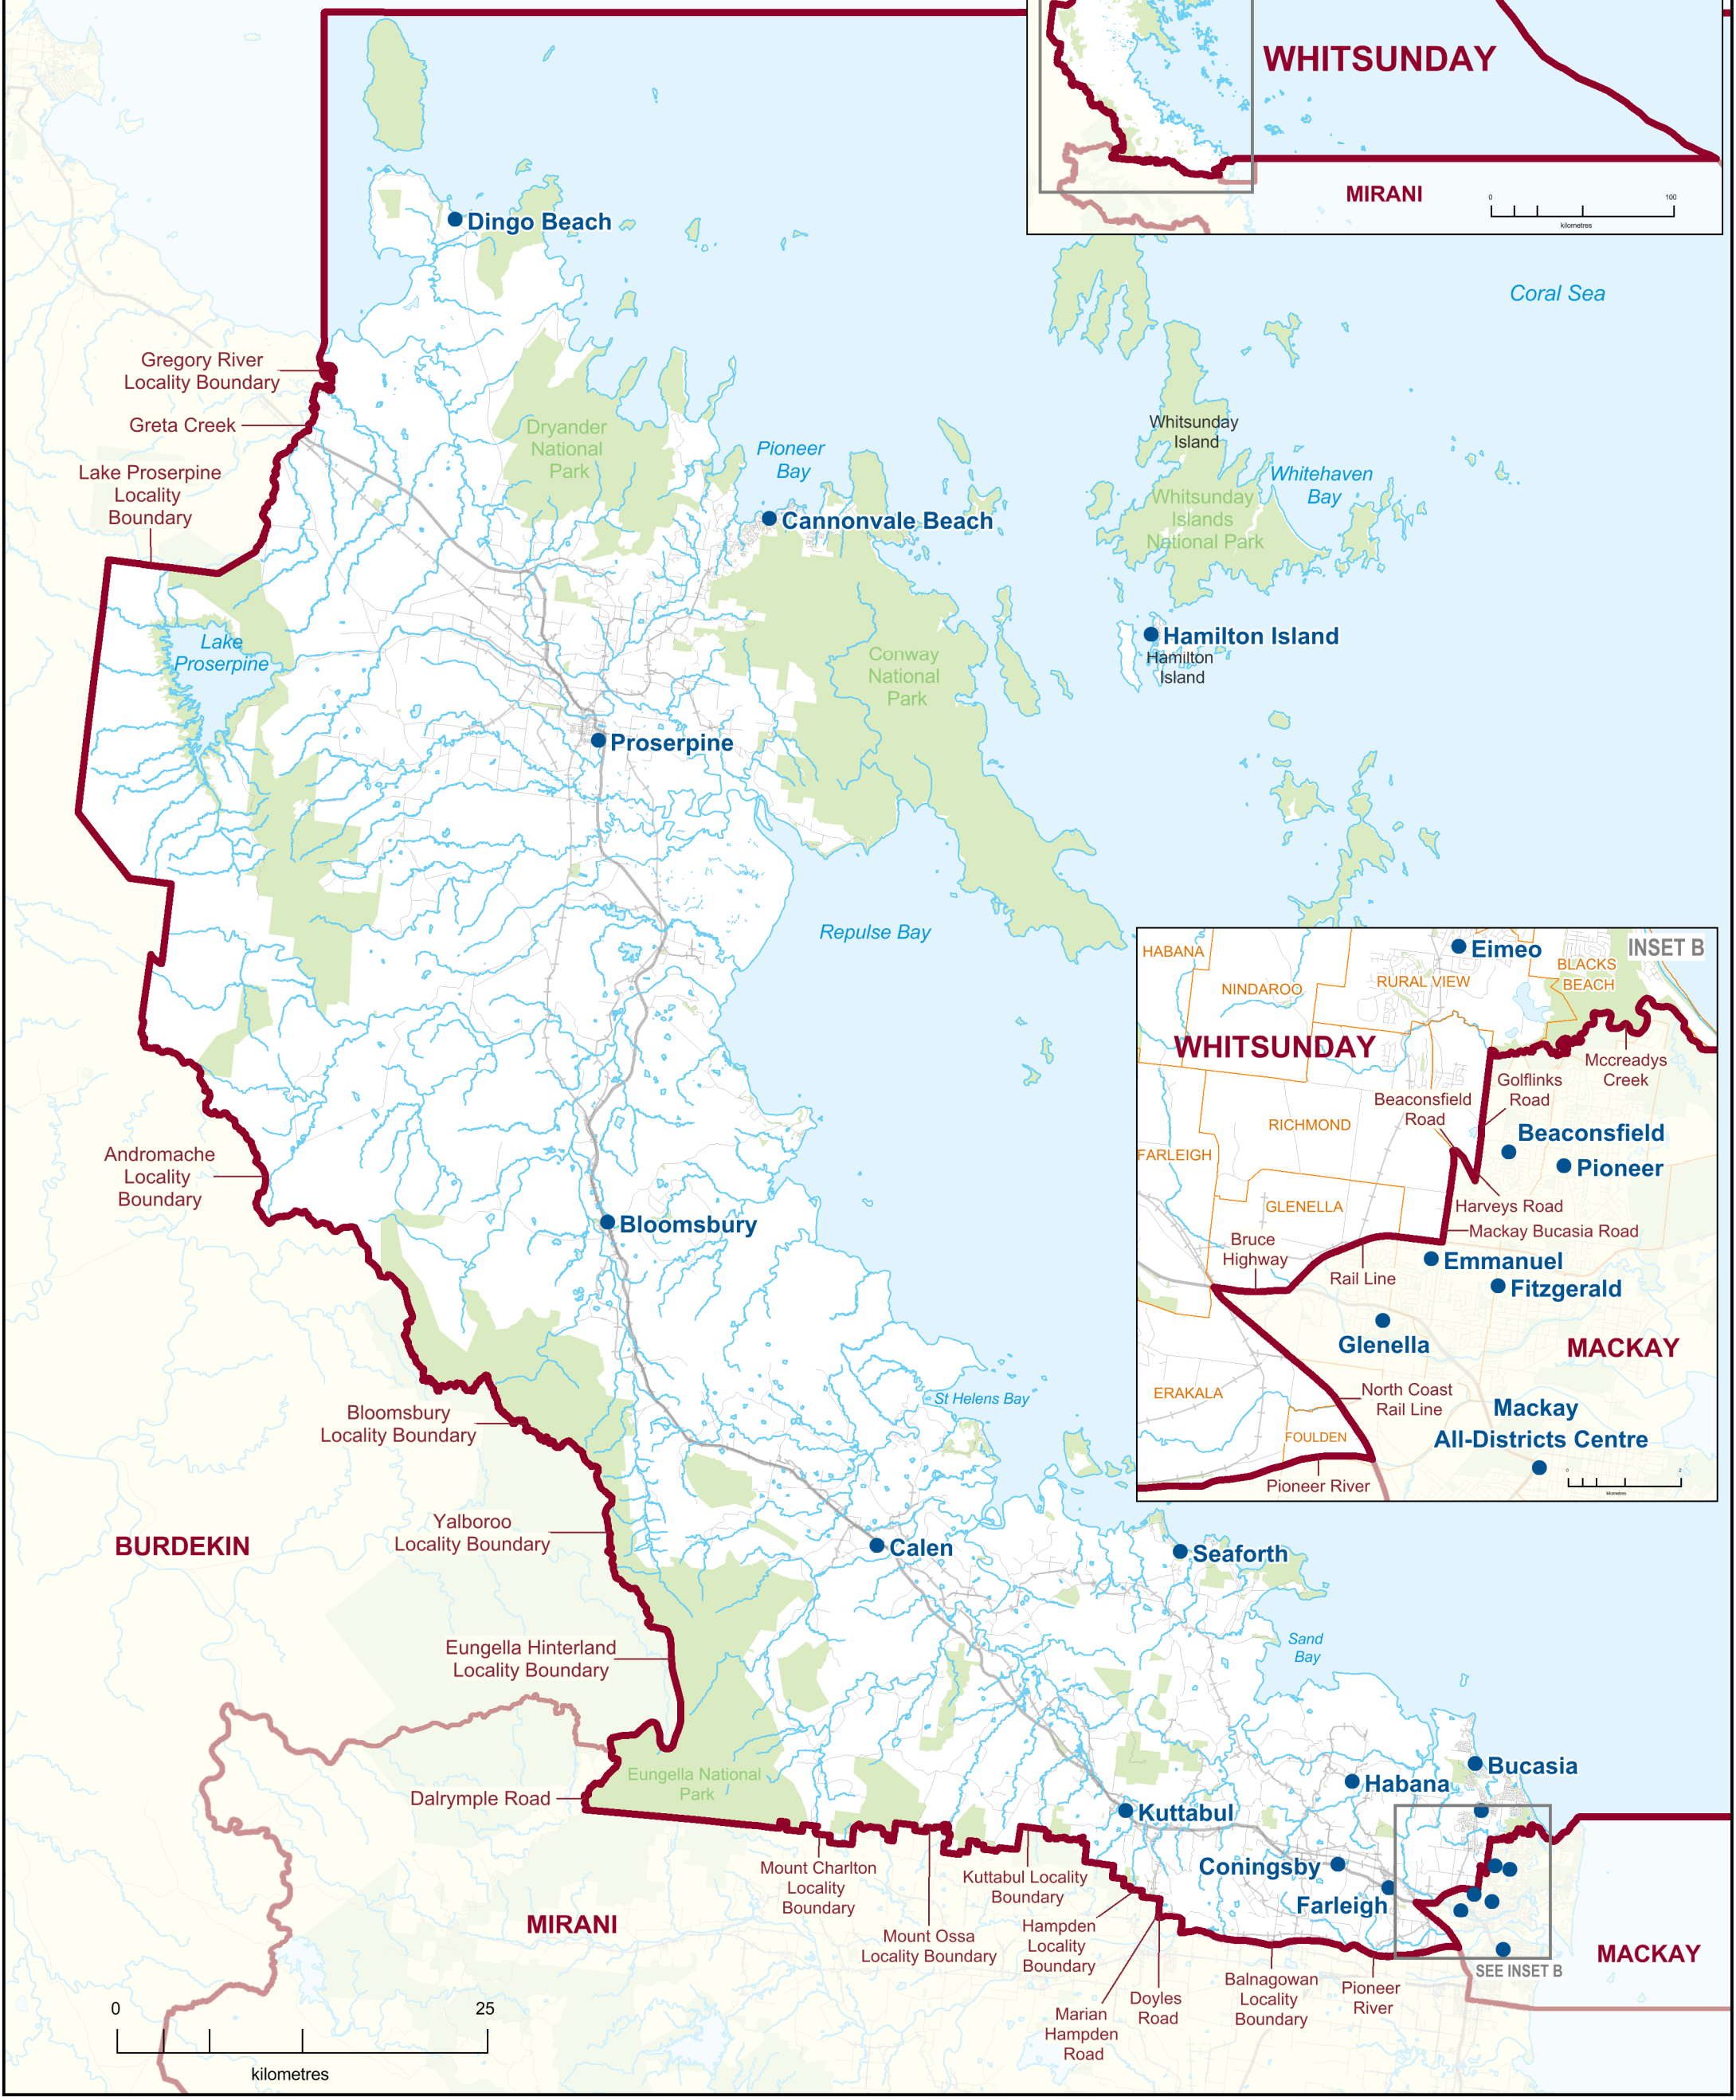 WHITSUNDAY
MIRANI
0
100
kilometres
Dingo Beach
Coral Sea
Gregory River
Locality Boundary
Greta Creek
Lake Proserpine
Locality
Boundary
Dryander
National
Park
Pioneer
Bay
Cannonvale Beach
Whitsunday
Island
Whitehaven
Bay
Whitsunday
Islands
National Park
Lake
Proserpine
Hamilton Island
Hamilton
Island
Conway
National
Park
Proserpine
Repulse Bay
INSET B
HABANA
Eimeo
NINDAROO
RURAL VIEW
BLACKS
BEACH
WHITSUNDAY
Mccreadys
Creek
Golflinks
Road
Beaconsfield
Road
RICHMOND
Beaconsfield
FARLEIGH
Pioneer
GLENELLA
Harveys Road
Mackay Bucasia Road
Bruce
Highway
Emmanuel
Rail Line
Fitzgerald
Glenella
MACKAY
ERAKALA
North Coast
Rail Line
Mackay
All-Districts Centre
FOULDEN
Pioneer River
0
2
kilometres
Andromache
Locality
Boundary
Bloomsbury
St Helens Bay
Bloomsbury
Locality Boundary
BURDEKIN
Yalboroo
Locality Boundary
Calen
Seaforth
Eungella Hinterland
Locality Boundary
Sand
Bay
Eungella National
Park
Dalrymple Road
Bucasia
Habana
Kuttabul
Coningsby
Farleigh
Mount Charlton
Locality
Boundary
Kuttabul Locality
Boundary
MIRANI
Mount Ossa
Locality Boundary
Hampden
Locality
Boundary
MACKAY
SEE INSET B
Marian
Hampden
Road
Doyles
Road
Balnagowan
Locality
Boundary
Pioneer
River
0
25
kilometres